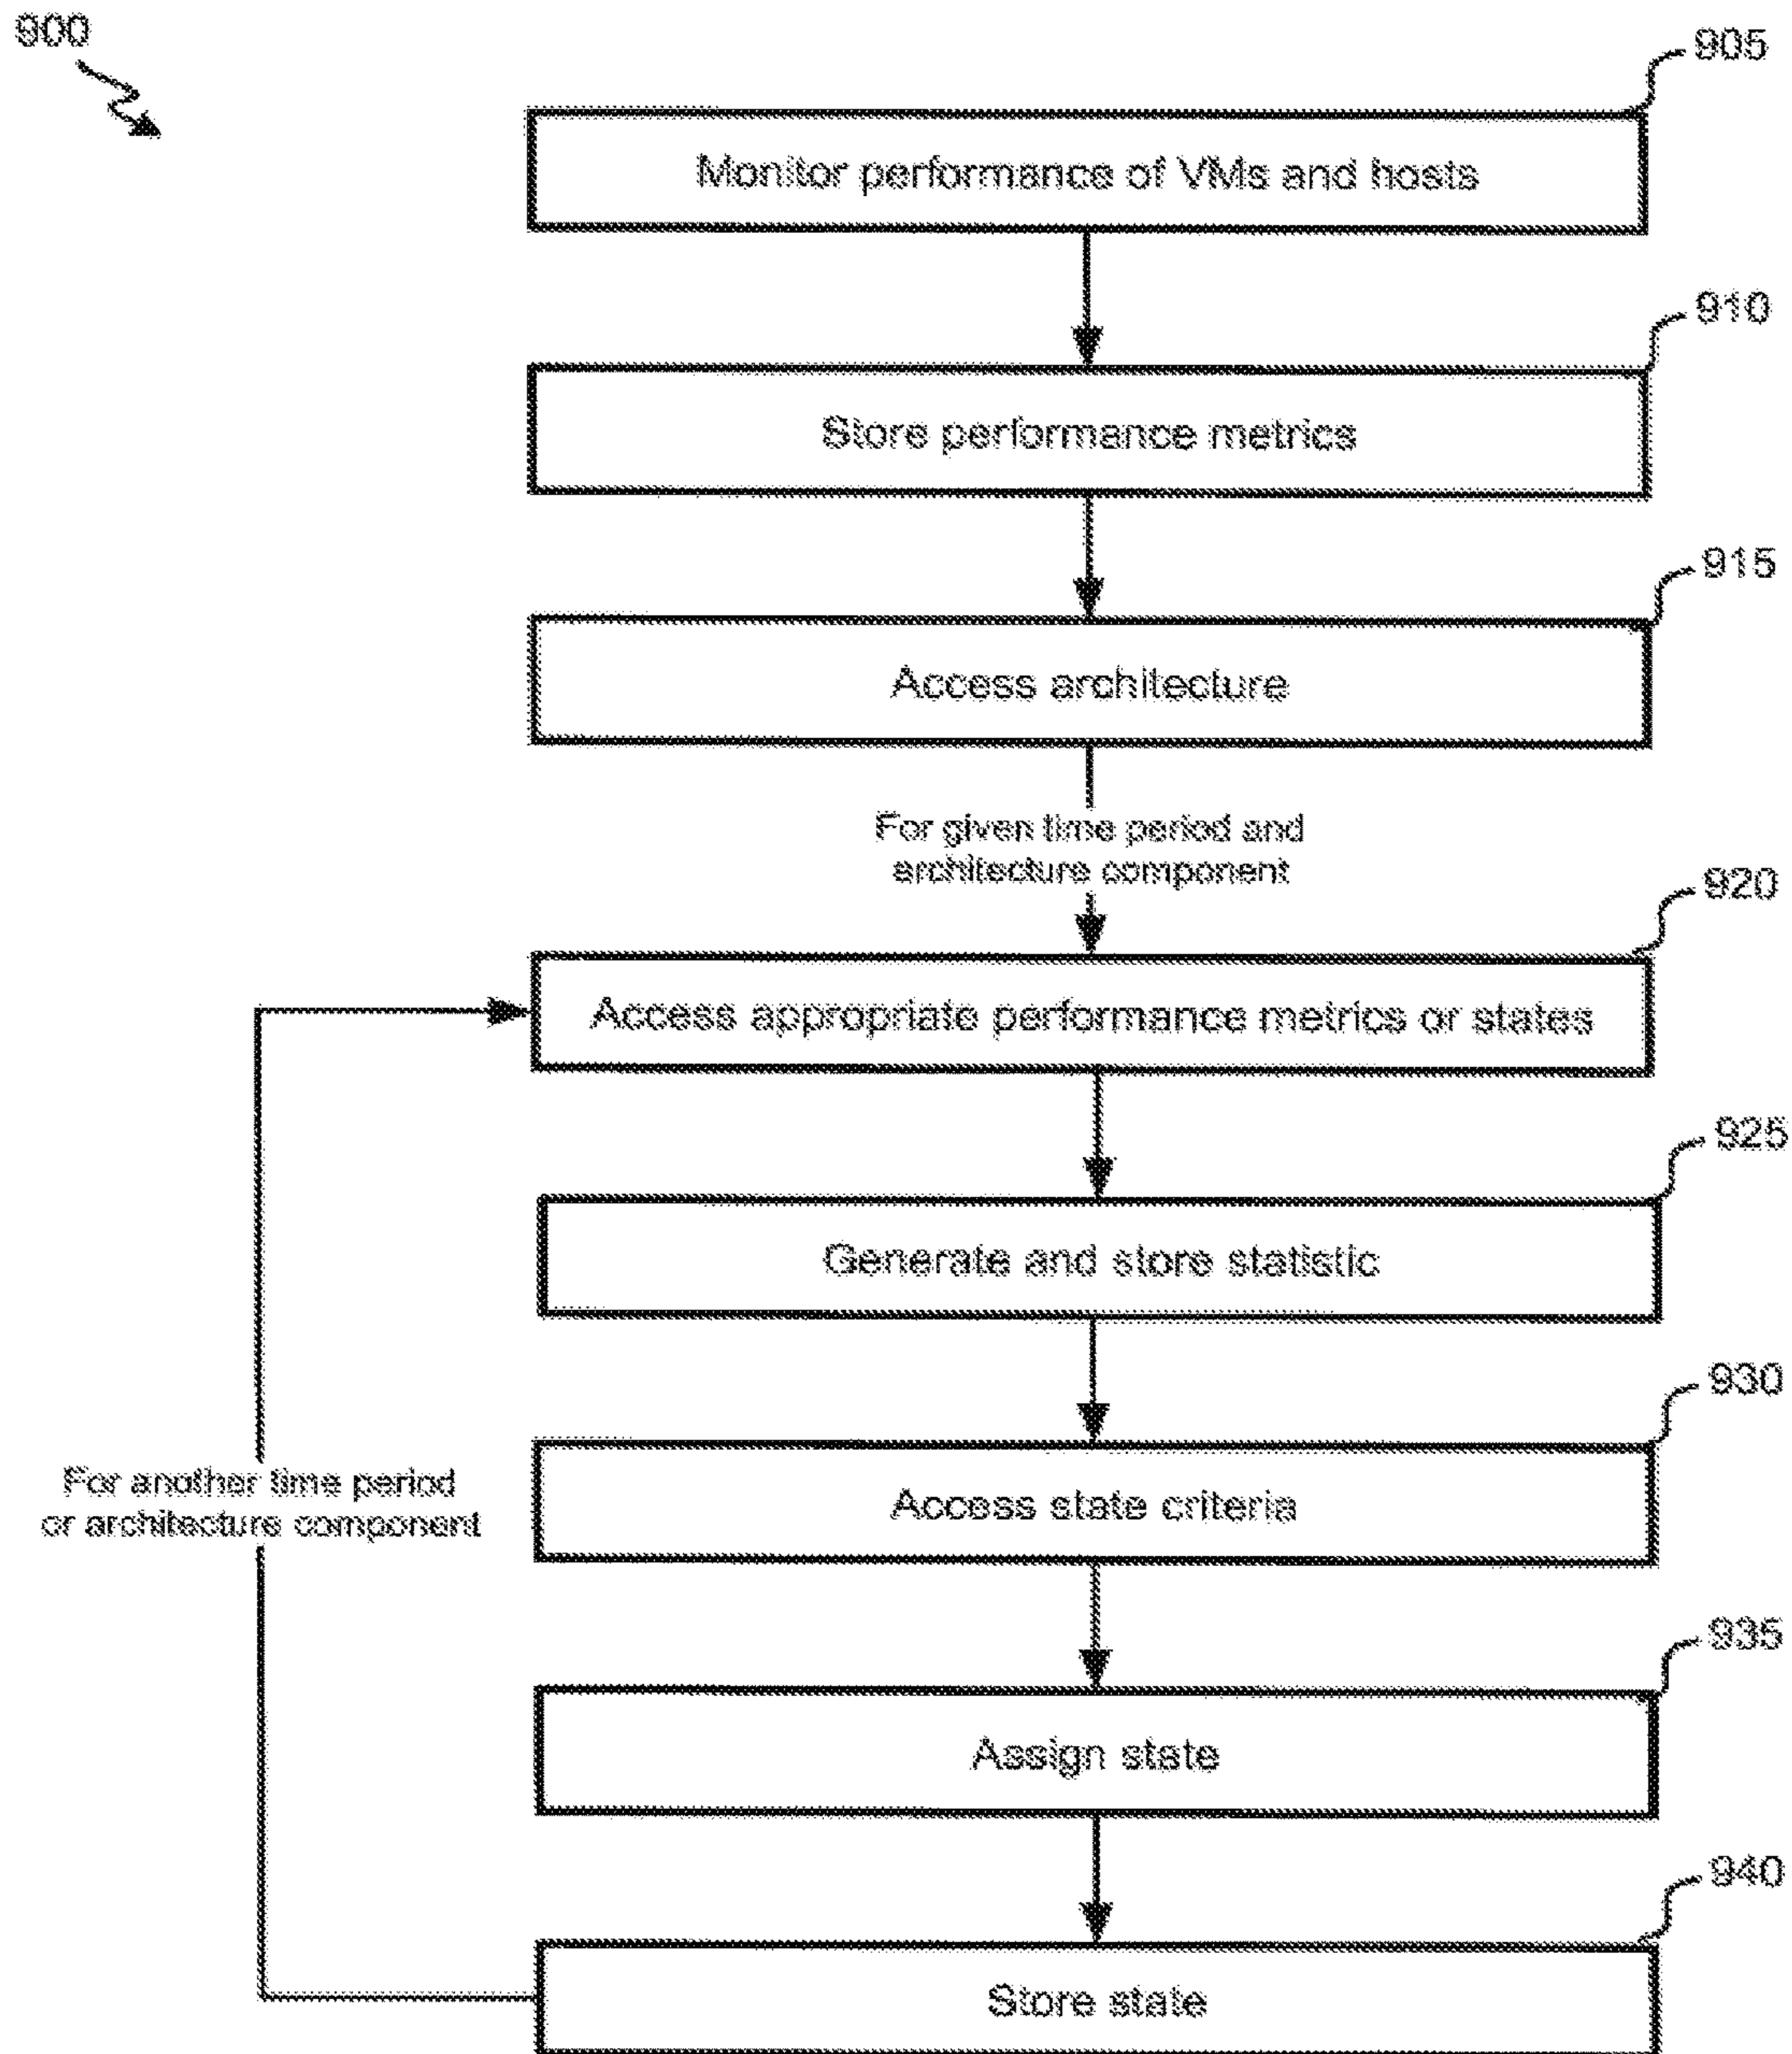 900
905
Monitor performance of VMs and hosts
910
Store performance metrics
915
Access architecture
For given time period and
architecture component
920
Access appropriate performance metrics or states
925
Generate and store statistic
930
Access state criteria
For another time period
or architecture component
935
Assign state
940
Store state